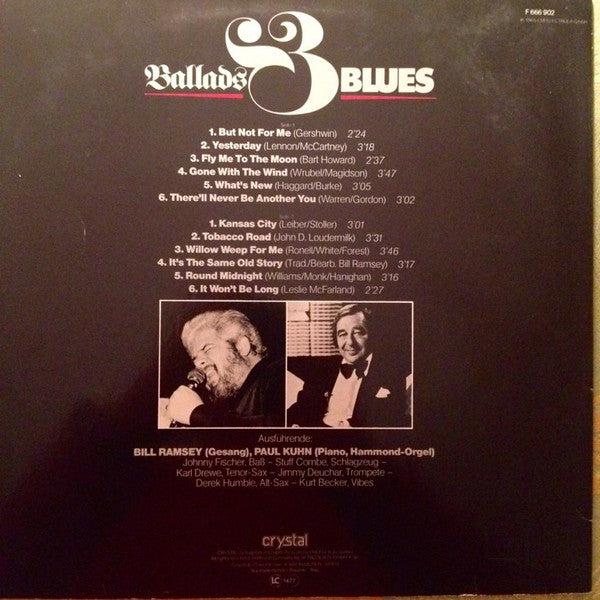 F 666 902
Ballads & BLUES
Side 1
1. But Not For Me (Gershwin) 2'24
2. Yesterday (Lennon/McCartney) 3'18
3. Fly Me To The Moon (Bart Howard) 2'37
4. Gone With The Wind (Wrubel/Magidson) 3'47
5. What's New (Haggard/Burke) 3'05
6. There'll Never Be Another You (Warren/Gordon) 3'02
Side 2
1. Kansas City (Leiber/Stoller) 3'01
2. Tobacco Road (John D. Loudermilk) 3'31
3. Willow Weep For Me (Ronell/White/Forest) 3'46
4. It's The Same Old Story (Trad./Bearb. Bill Ramsey) 3'17
5. Round Midnight (Williams/Monk/Hanighan) 3'16
6. It Won't Be Long (Leslie McFarland) 2'27
Ausführende:
BILL RAMSEY (Gesang), PAUL KUHN (Piano, Hammond-Orgel)
Johnny Fischer, Baß – Stuff Combe, Schlagzeug –
Karl Drewe, Tenor-Sax – Jimmy Deuchar, Trompete –
Derek Humble, Alt-Sax – Kurt Becker, Vibes
crystal
LC 1477